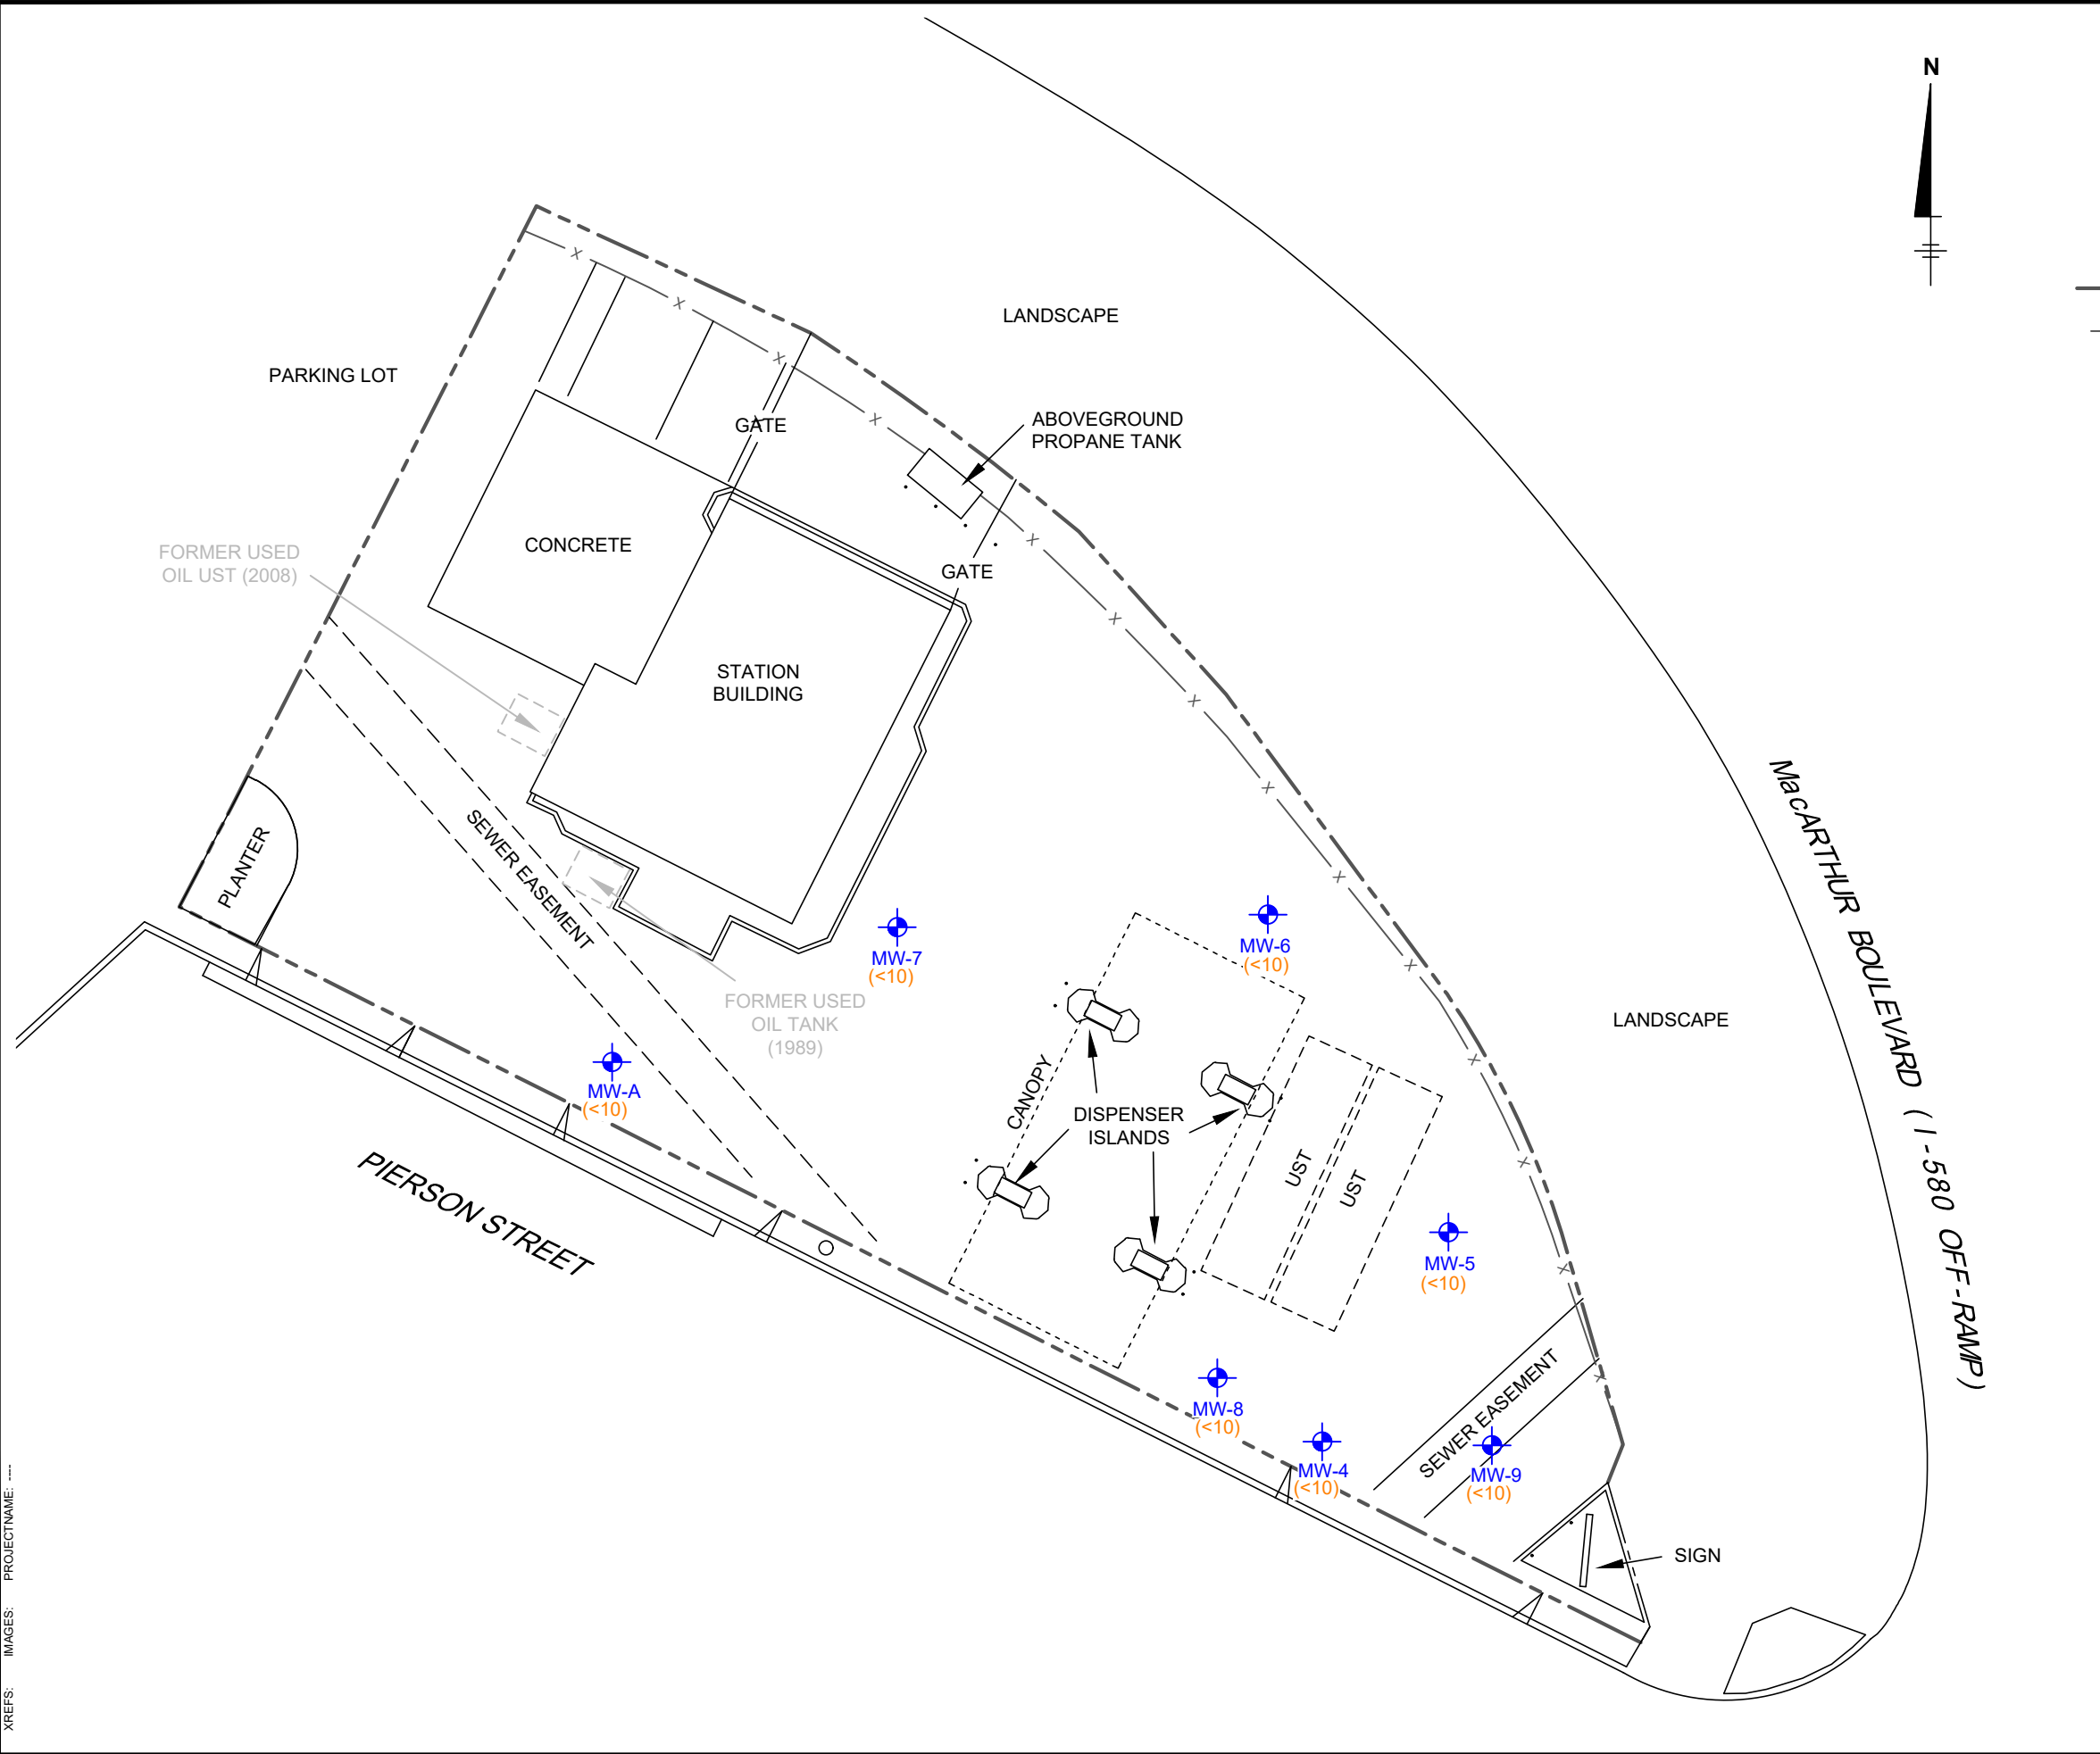 N
LANDSCAPE
PARKING LOT
ABOVEGROUND
PROPANE TANK
GATE
CONCRETE
FORMER USED
OIL UST (2008)
GATE
STATION
BUILDING
MacARTHUR BOULEVARD (I-580 OFF-RAMP)
PLANTER
SEWER EASEMENT
MW-7
(<10)
MW-6
(<10)
FORMER USED
OIL TANK
(1989)
LANDSCAPE
MW-A
(<10)
CANOPY
DISPENSER
ISLANDS
UST
UST
PIERSON STREET
MW-5
(<10)
MW-8
(<10)
SEWER EASEMENT
MW-4
(<10)
MW-9
(<10)
SIGN
XREFS: IMAGES: PROJECTNAME: ----